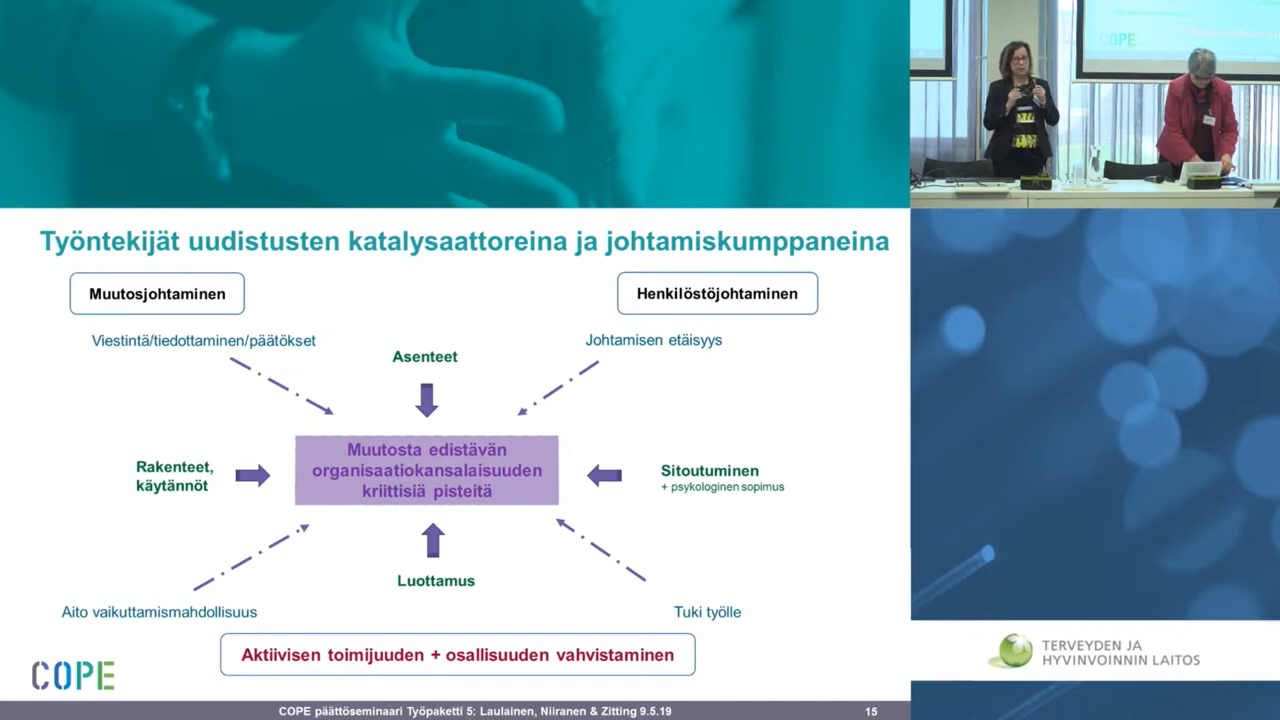 COPE
Työntekijät uudistusten katalysaattoreina ja johtamiskumppaneina
Muutosjohtaminen
Henkilöstöjohtaminen
Viestintä/tiedottaminen/päätökset
Johtamisen etäisyys
Asenteet
Rakenteet,
käytännöt
Muutosta edistävän
organisaatiokansalaisuuden
kriittisiä pisteitä
Sitoutuminen
+ psykologinen sopimus
Luottamus
Aito vaikuttamismahdollisuus
Tuki työlle
Aktiivisen toimijuuden + osallisuuden vahvistaminen
COPE
TERVEYDEN JA
HYVINVOINNIN LAITOS
COPE päättöseminaari Työpaketti 5: Laulainen, Niiranen & Zitting 9.5.19
15